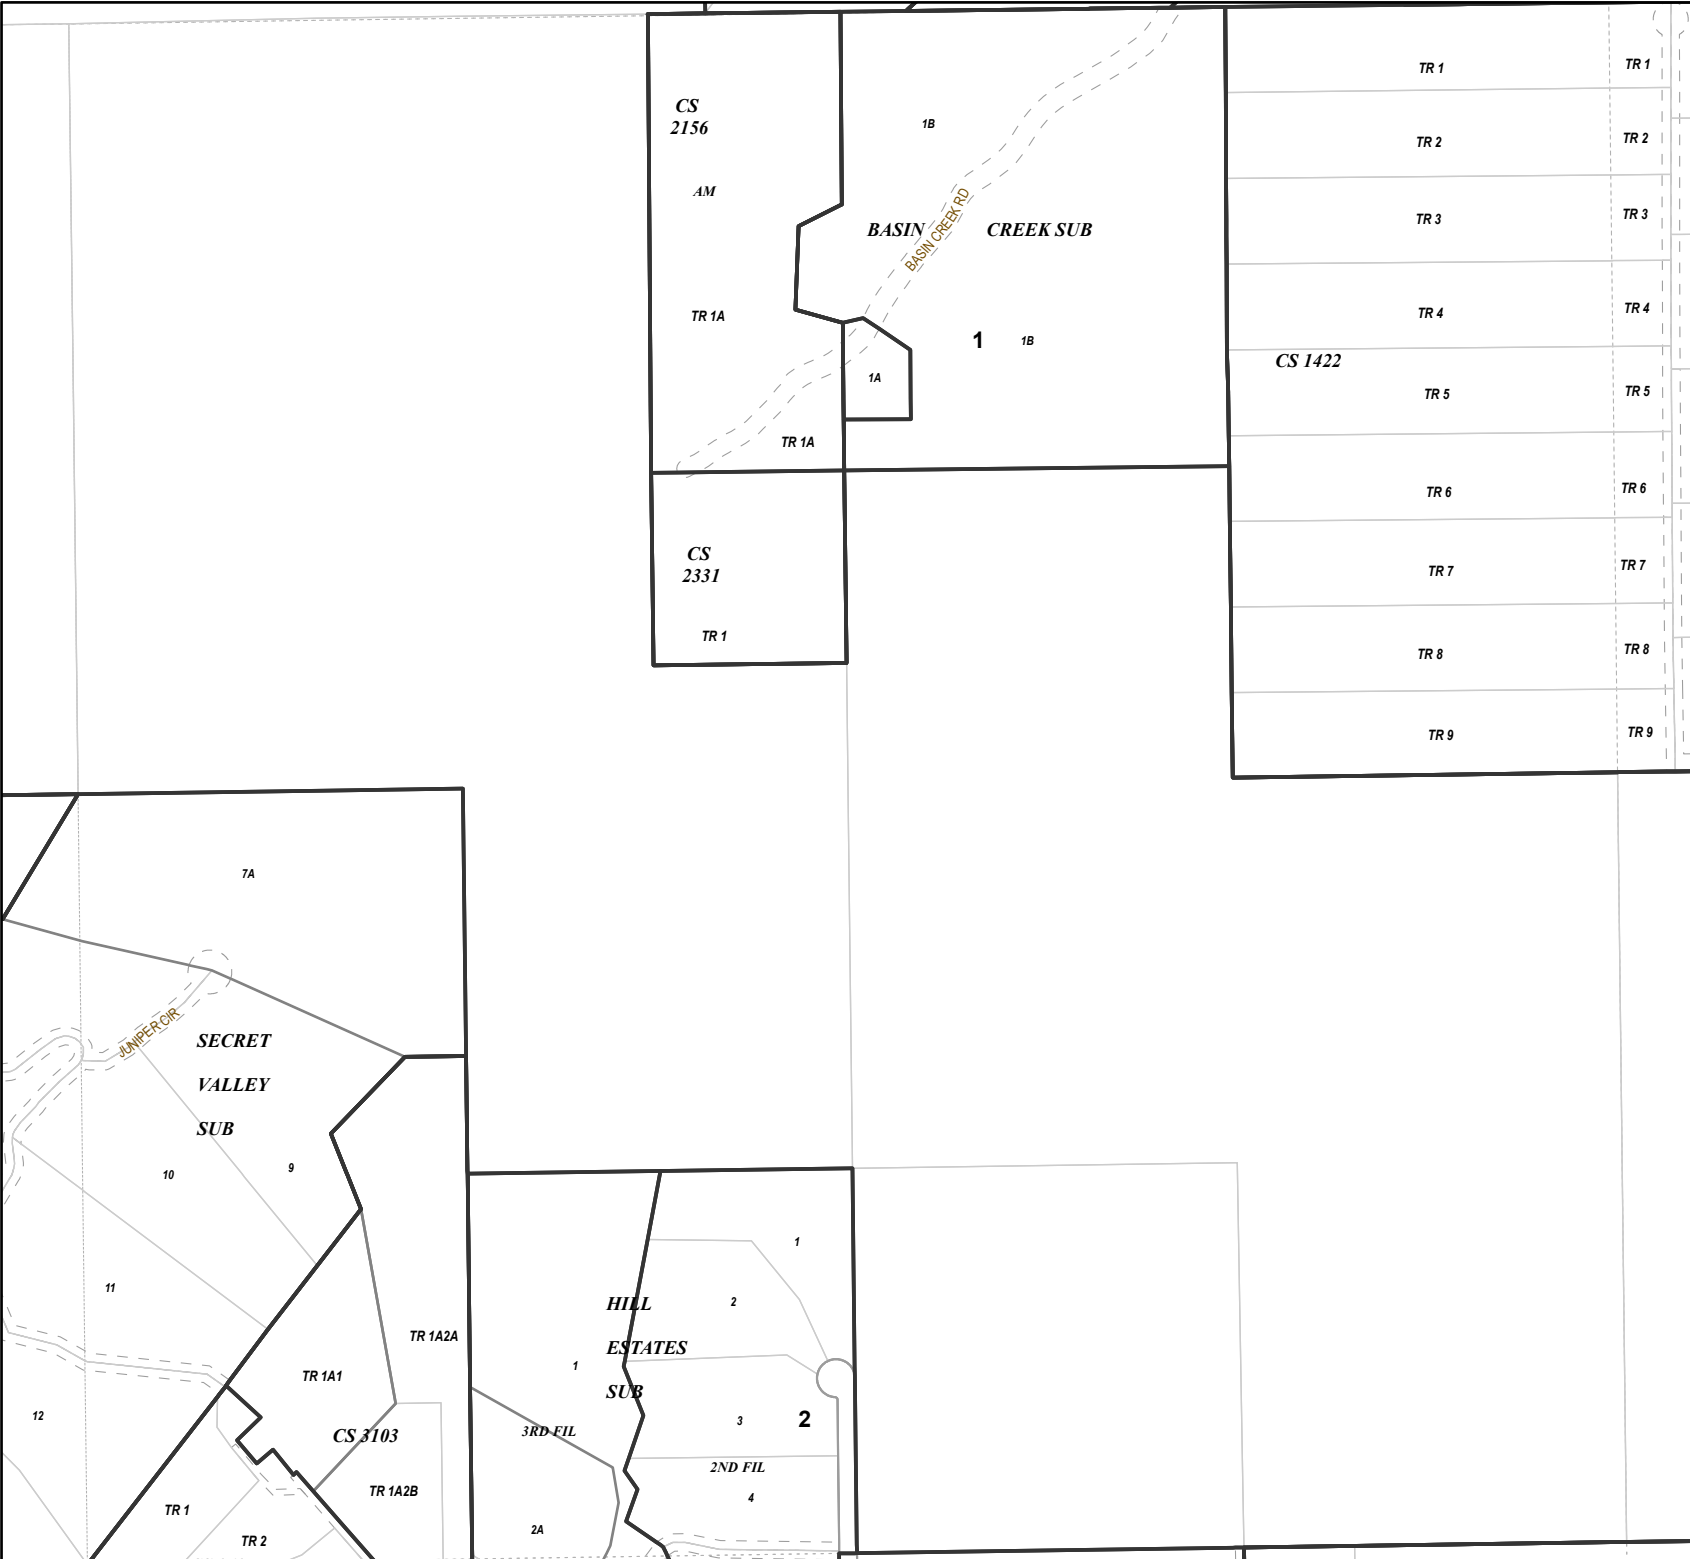 CS
2156
AM
TR 1A
TR 1A
1B
BASIN CREEK SUB
BASIN CREEK RD
1
1B
1A
CS
2331
TR 1
CS 1422
TR 1
TR 1
TR 2
TR 2
TR 3
TR 3
TR 4
TR 4
TR 5
TR 5
TR 6
TR 6
TR 7
TR 7
TR 8
TR 8
TR 9
TR 9
7A
JUNIPER CIR
SECRET
VALLEY
SUB
10
9
11
12
TR 1A2A
TR 1A1
CS 3103
TR 1A2B
TR 1
TR 2
HILL
ESTATES
SUB
1
3RD FIL
2A
1
2
3
2
2ND FIL
4